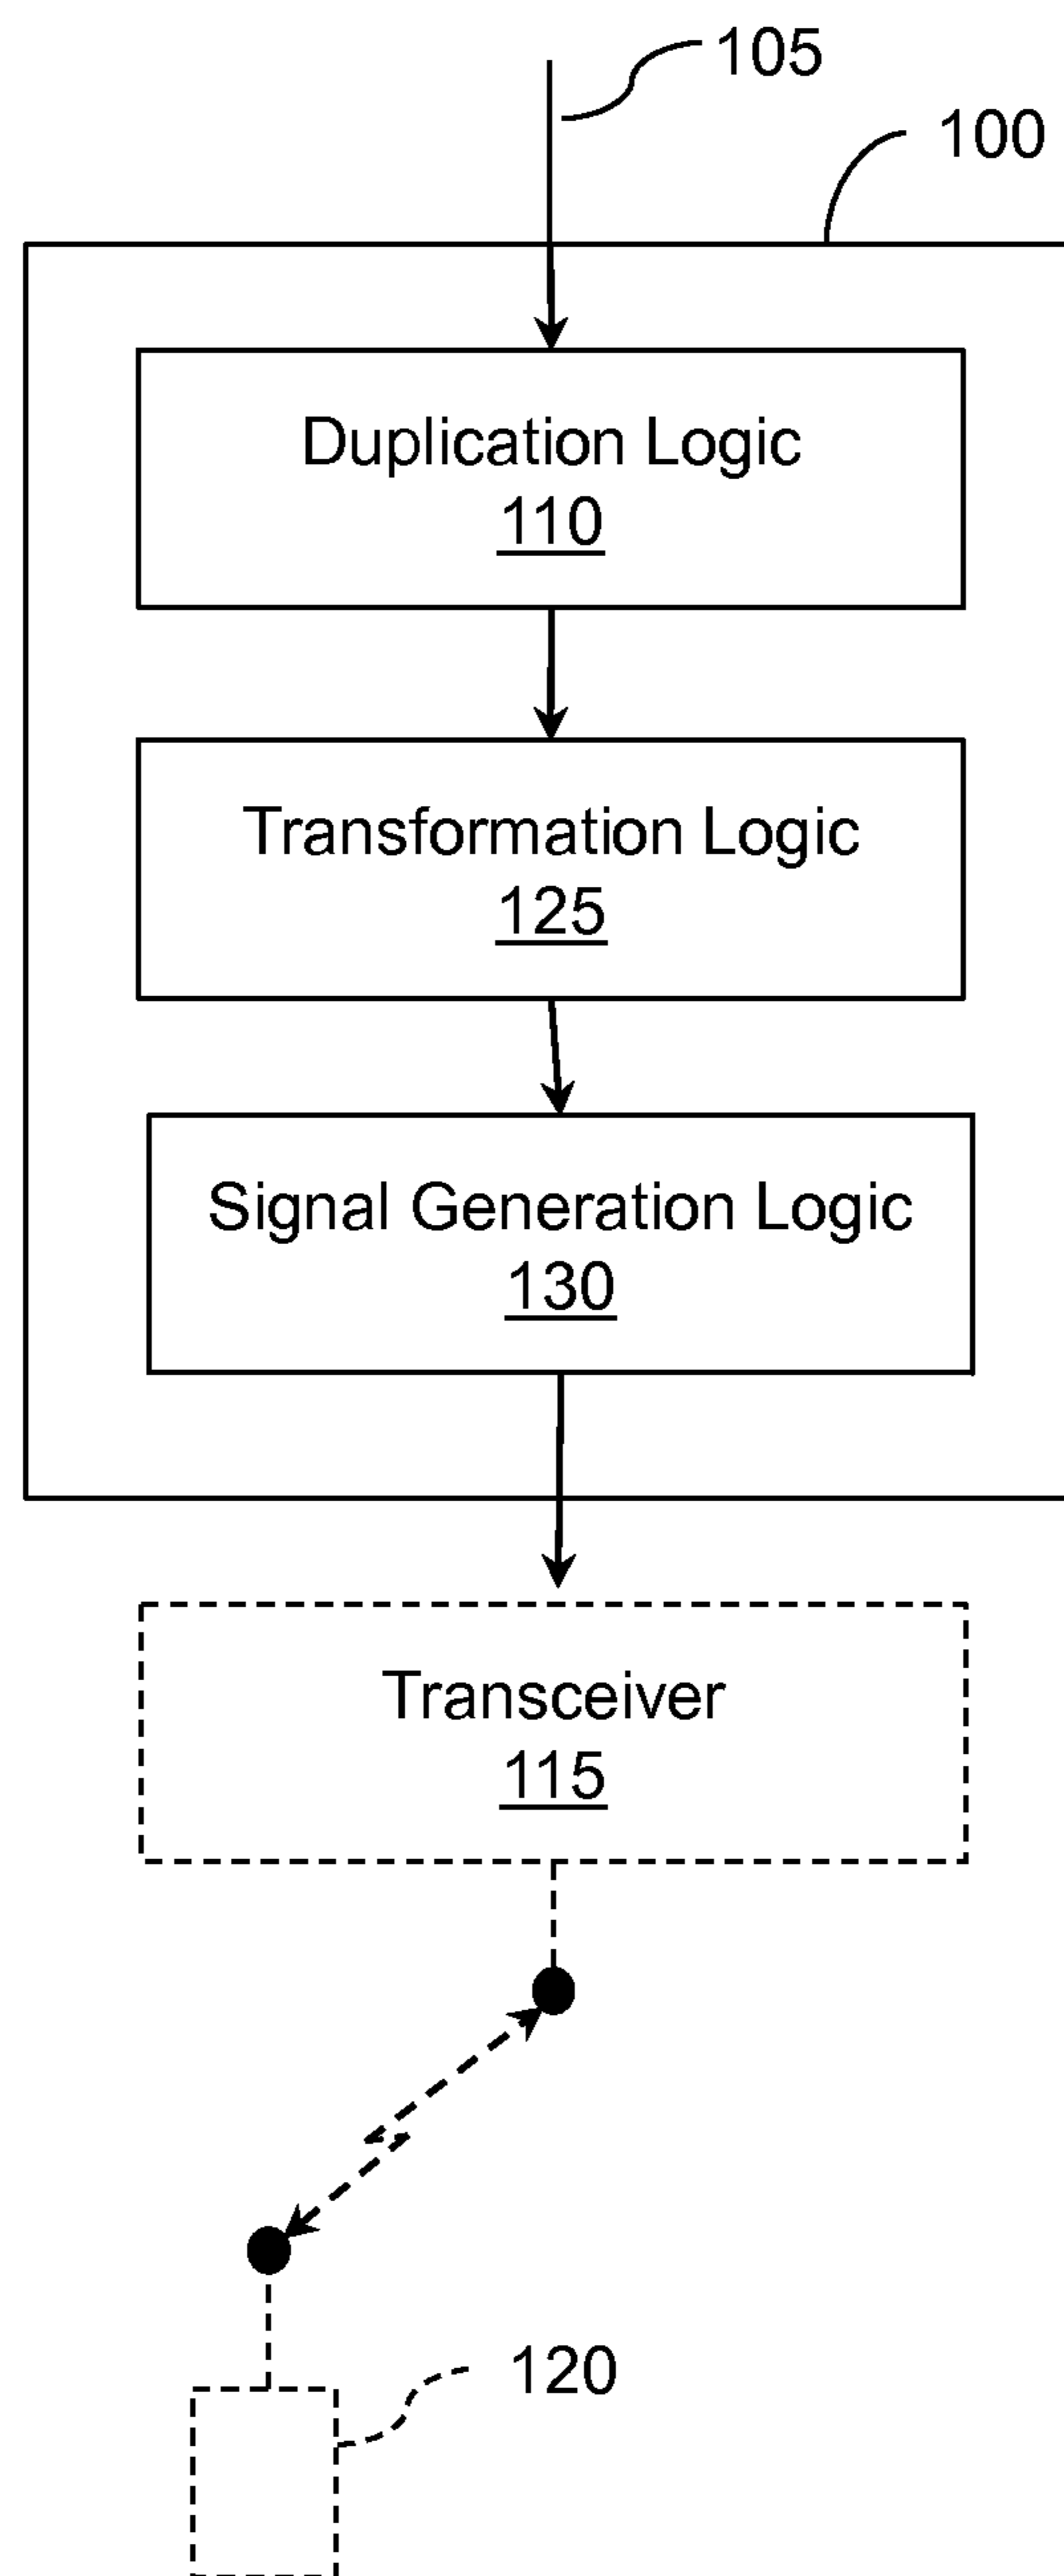 105
100
Duplication Logic
110
Transformation Logic
125
Signal Generation Logic
130
Transceiver
115
120